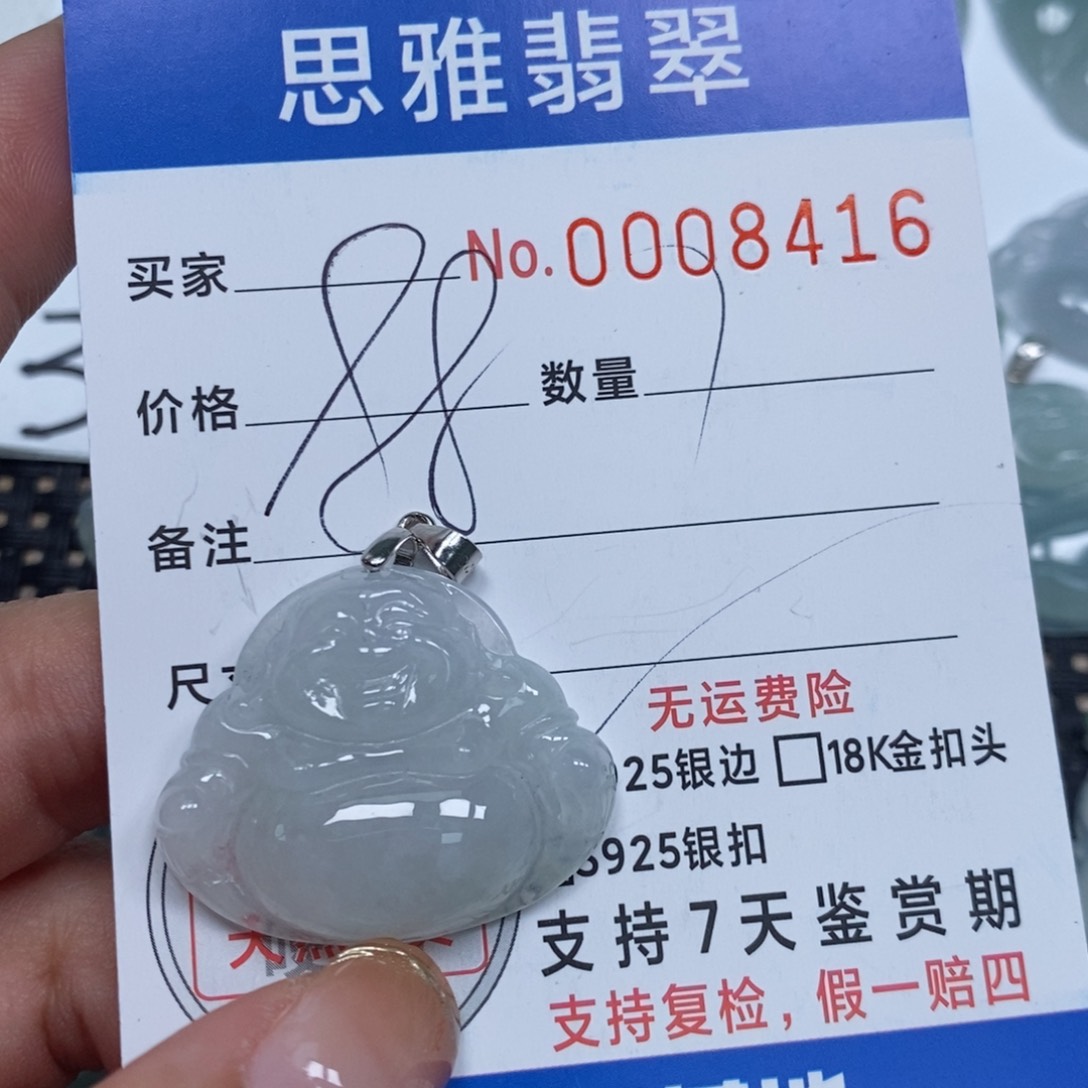 思雅翡翠
买家 No.0008416
价格 88 数量
备注
尺
无运费险
925银边 □18K金扣头
S925银扣
支持7天鉴赏期
支持复检，假一赔四